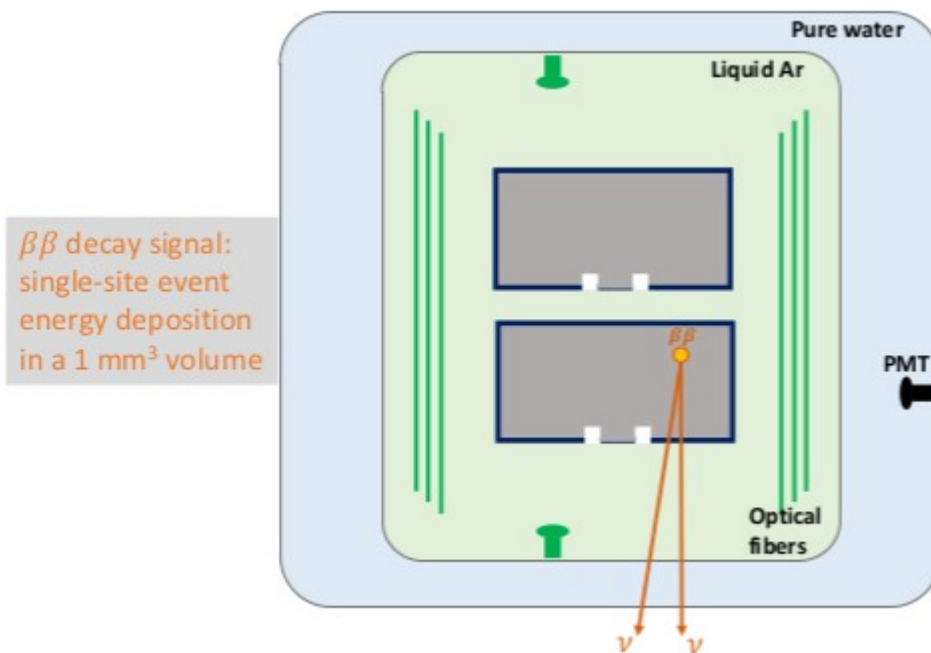 Pure water
Liquid Ar
ββ decay signal:
single-site event
energy deposition
in a 1 mm³ volume
ββ
PMT
Optical
fibers
ν ν